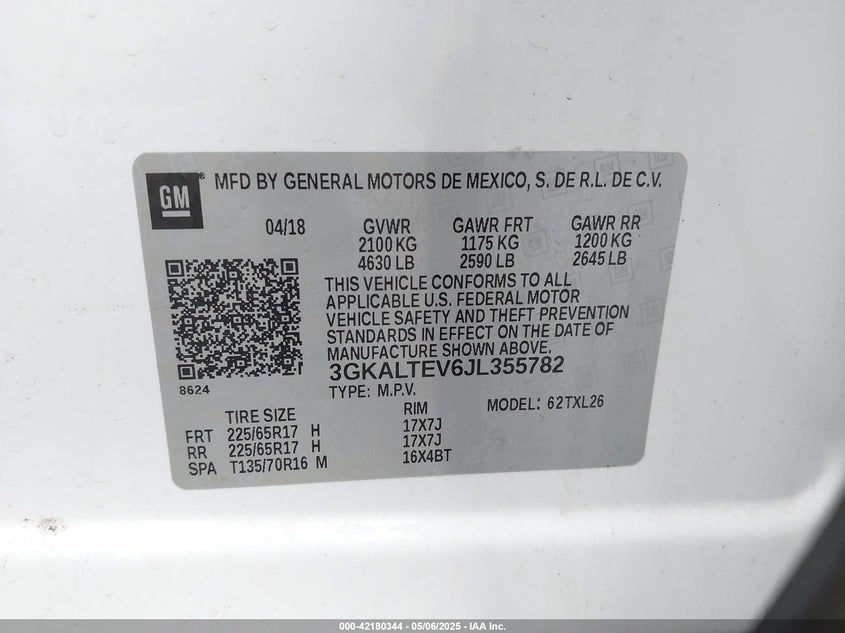 GM ® MFD BY GENERAL MOTORS DE MEXICO, S. DE R.L. DE C.V.
04/18 GVWR GAWR FRT GAWR RR
2100 KG 1175 KG 1200 KG
4630 LB 2590 LB 2645 LB
THIS VEHICLE CONFORMS TO ALL
APPLICABLE U.S. FEDERAL MOTOR
VEHICLE SAFETY AND THEFT PREVENTION
STANDARDS IN EFFECT ON THE DATE OF
MANUFACTURE SHOWN ABOVE.
3GKALTEV6JL355782
8624
TYPE: M.P.V. MODEL: 62TXL26
TIRE SIZE RIM
FRT 225/65R17 H 17X7J
RR 225/65R17 H 17X7J
SPA T135/70R16 M 16X4BT
000-42180344 — 05/06/2025 — IAA Inc.